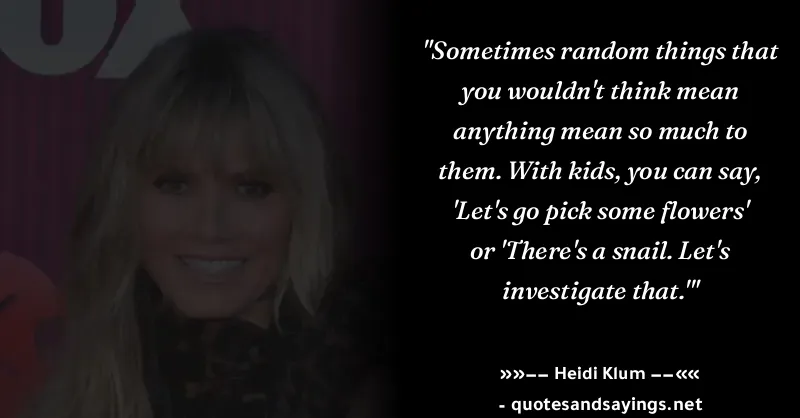 "Sometimes random things that
you wouldn't think mean
anything mean so much to
them. With kids, you can say,
'Let's go pick some flowers'
or 'There's a snail. Let's
investigate that.'"
»»−− Heidi Klum −−««
- quotesandsayings.net